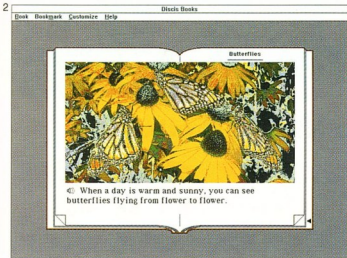 2
Discis Books
Book Bookmark Customize Help
Butterflies
When a day is warm and sunny, you can see
butterflies flying from flower to flower.